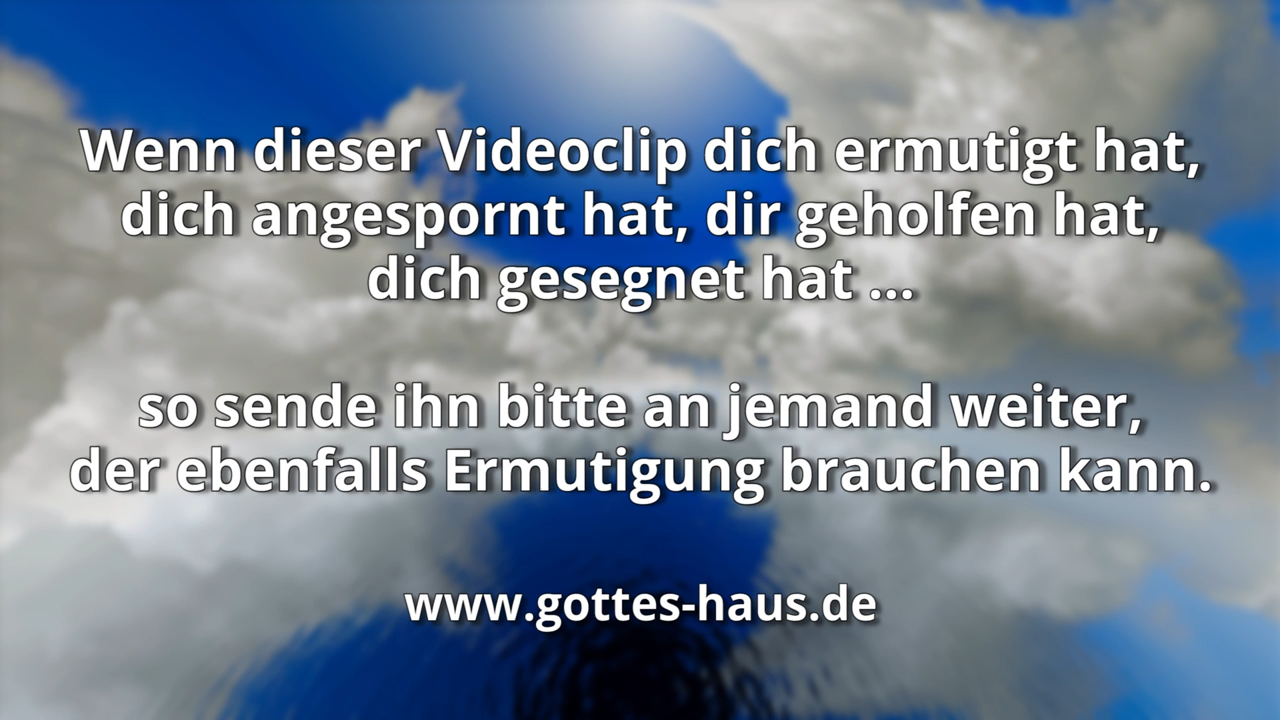 Wenn dieser Videoclip dich ermutigt hat,
dich angespornt hat, dir geholfen hat,
dich gesegnet hat ...
so sende ihn bitte an jemand weiter,
der ebenfalls Ermutigung brauchen kann.
www.gottes-haus.de